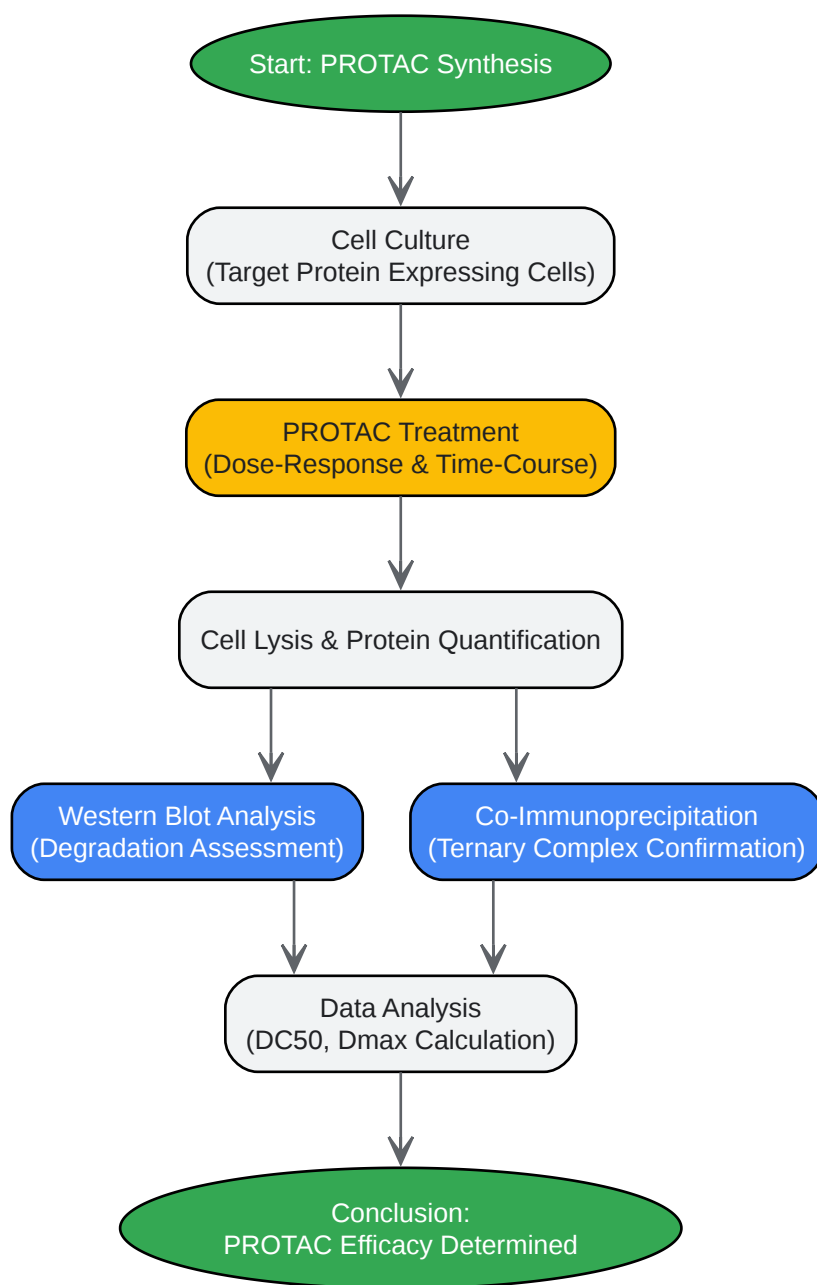 Start: PROTAC Synthesis
Cell Culture
(Target Protein Expressing Cells)
PROTAC Treatment
(Dose-Response & Time-Course)
Cell Lysis & Protein Quantification
Western Blot Analysis
(Degradation Assessment)
Co-Immunoprecipitation
(Ternary Complex Confirmation)
Data Analysis
(DC50, Dmax Calculation)
Conclusion:
PROTAC Efficacy Determined